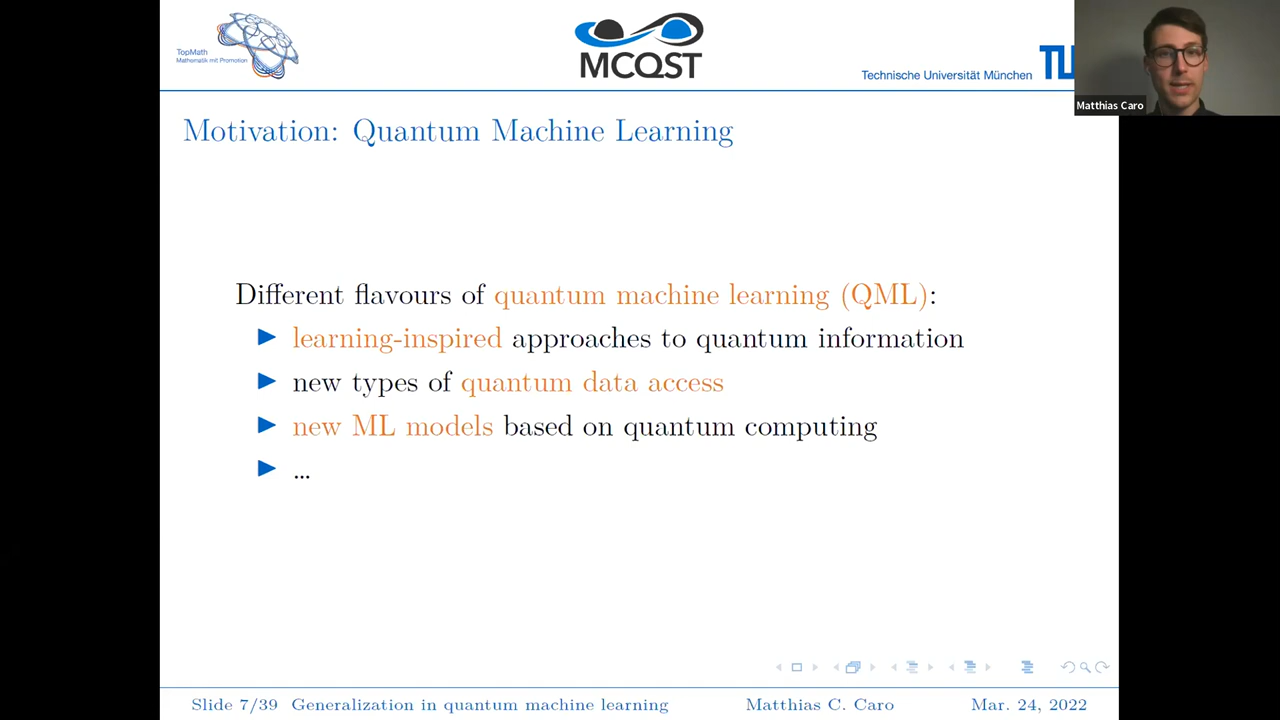 TopMath
Mathematik mit Promotion
MCQST
Technische Universität München
Matthias Caro
Motivation: Quantum Machine Learning
Different flavours of quantum machine learning (QML):
learning-inspired approaches to quantum information
new types of quantum data access
new ML models based on quantum computing
...
Slide 7/39 Generalization in quantum machine learning Matthias C. Caro Mar. 24, 2022